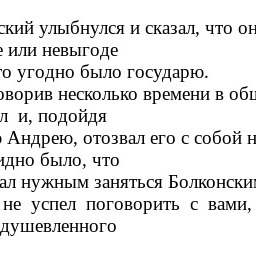 ский улыбнулся и сказал, что он
е или невыгоде
то угодно было государю.
оворив несколько времени в общ
л и, подойдя
о Андрею, отозвал его с собой н
идно было, что
ал нужным заняться Болконским
не успел поговорить с вами,
душевленного